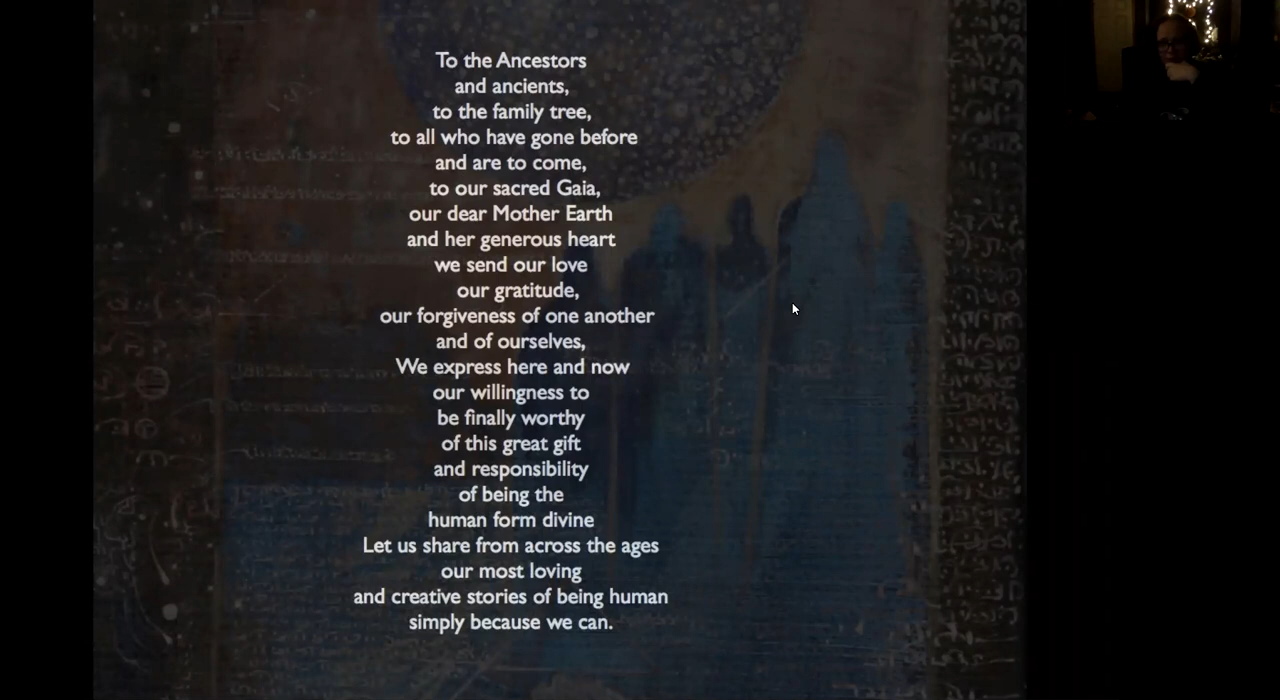 To the Ancestors
and ancients,
to the family tree,
to all who have gone before
and are to come,
to our sacred Gaia,
our dear Mother Earth
and her generous heart
we send our love
our gratitude,
our forgiveness of one another
and of ourselves,
We express here and now
our willingness to
be finally worthy
of this great gift
and responsibility
of being the
human form divine
Let us share from across the ages
our most loving
and creative stories of being human
simply because we can.